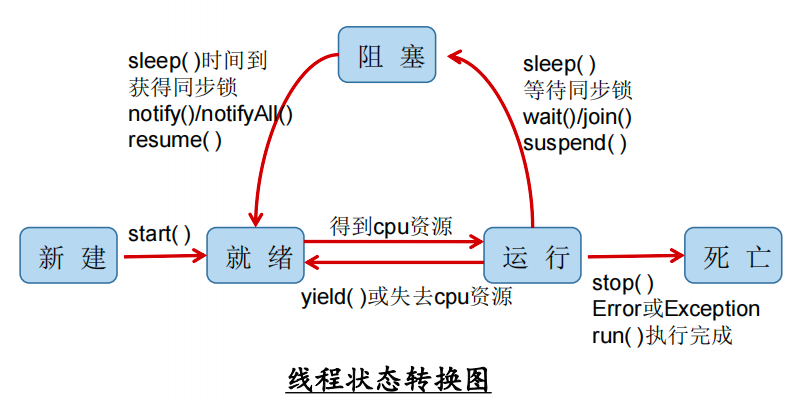 阻 塞
sleep( )时间到
获得同步锁
notify()/notifyAll()
resume( )
sleep( )
等待同步锁
wait()/join()
suspend( )
新 建
start( )
就 绪
得到cpu资源
yield( )或失去cpu资源
运 行
死 亡
stop( )
Error或Exception
run( )执行完成
线程状态转换图